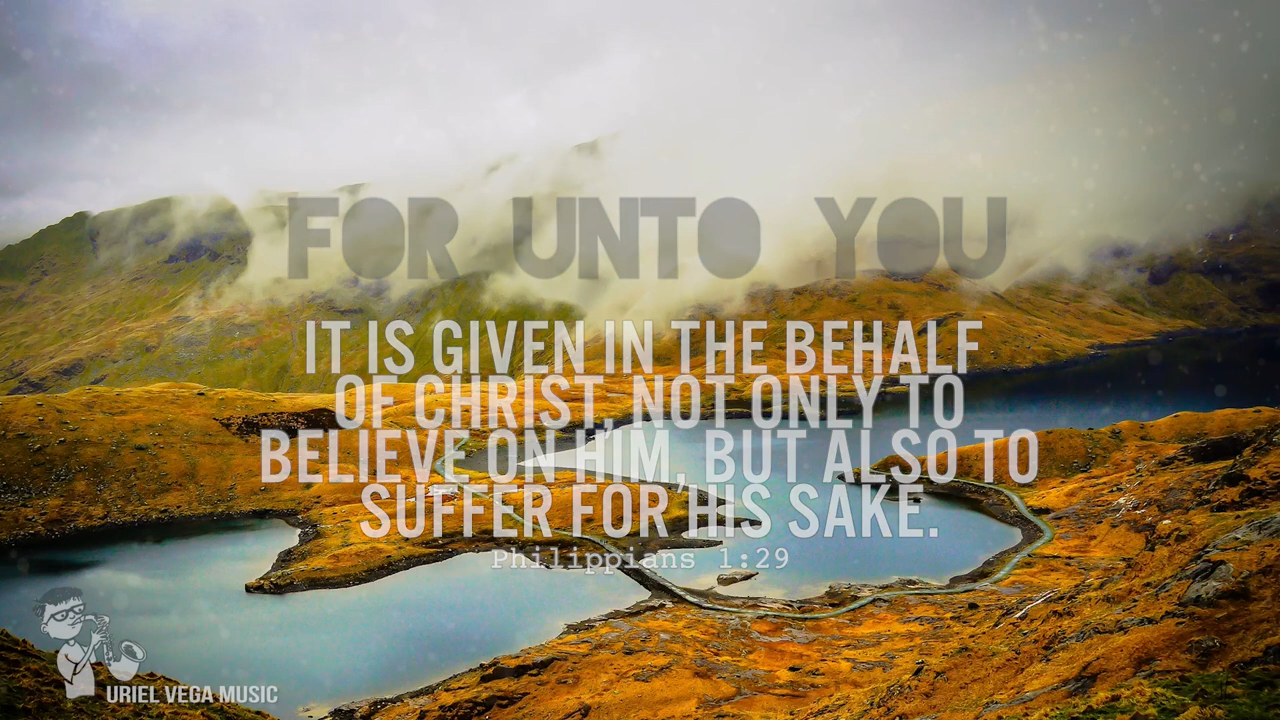 FOR UNTO YOU
IT IS GIVEN IN THE BEHALF
OF CHRIST, NOT ONLY TO
BELIEVE ON HIM, BUT ALSO TO
SUFFER FOR HIS SAKE.
Philippians 1:29
URIEL VEGA MUSIC